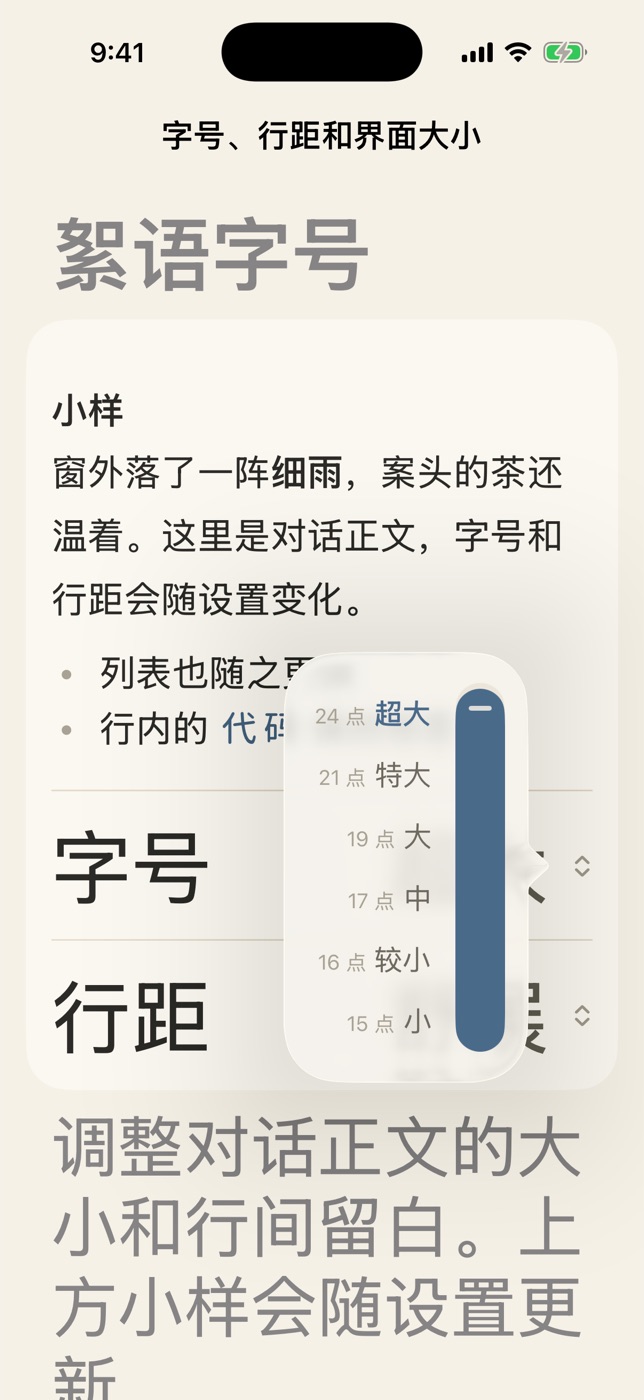 9:41
字号、行距和界面大小
絮语字号
小样
窗外落了一阵细雨，案头的茶还
温着。这里是对话正文，字号和
行距会随设置变化。
• 列表也随之
• 行内的 代码
24 点 超大
21 点 特大
19 点 大
17 点 中
16 点 较小
15 点 小
字号
行距
调整对话正文的大
小和行间留白。上
方小样会随设置更
新